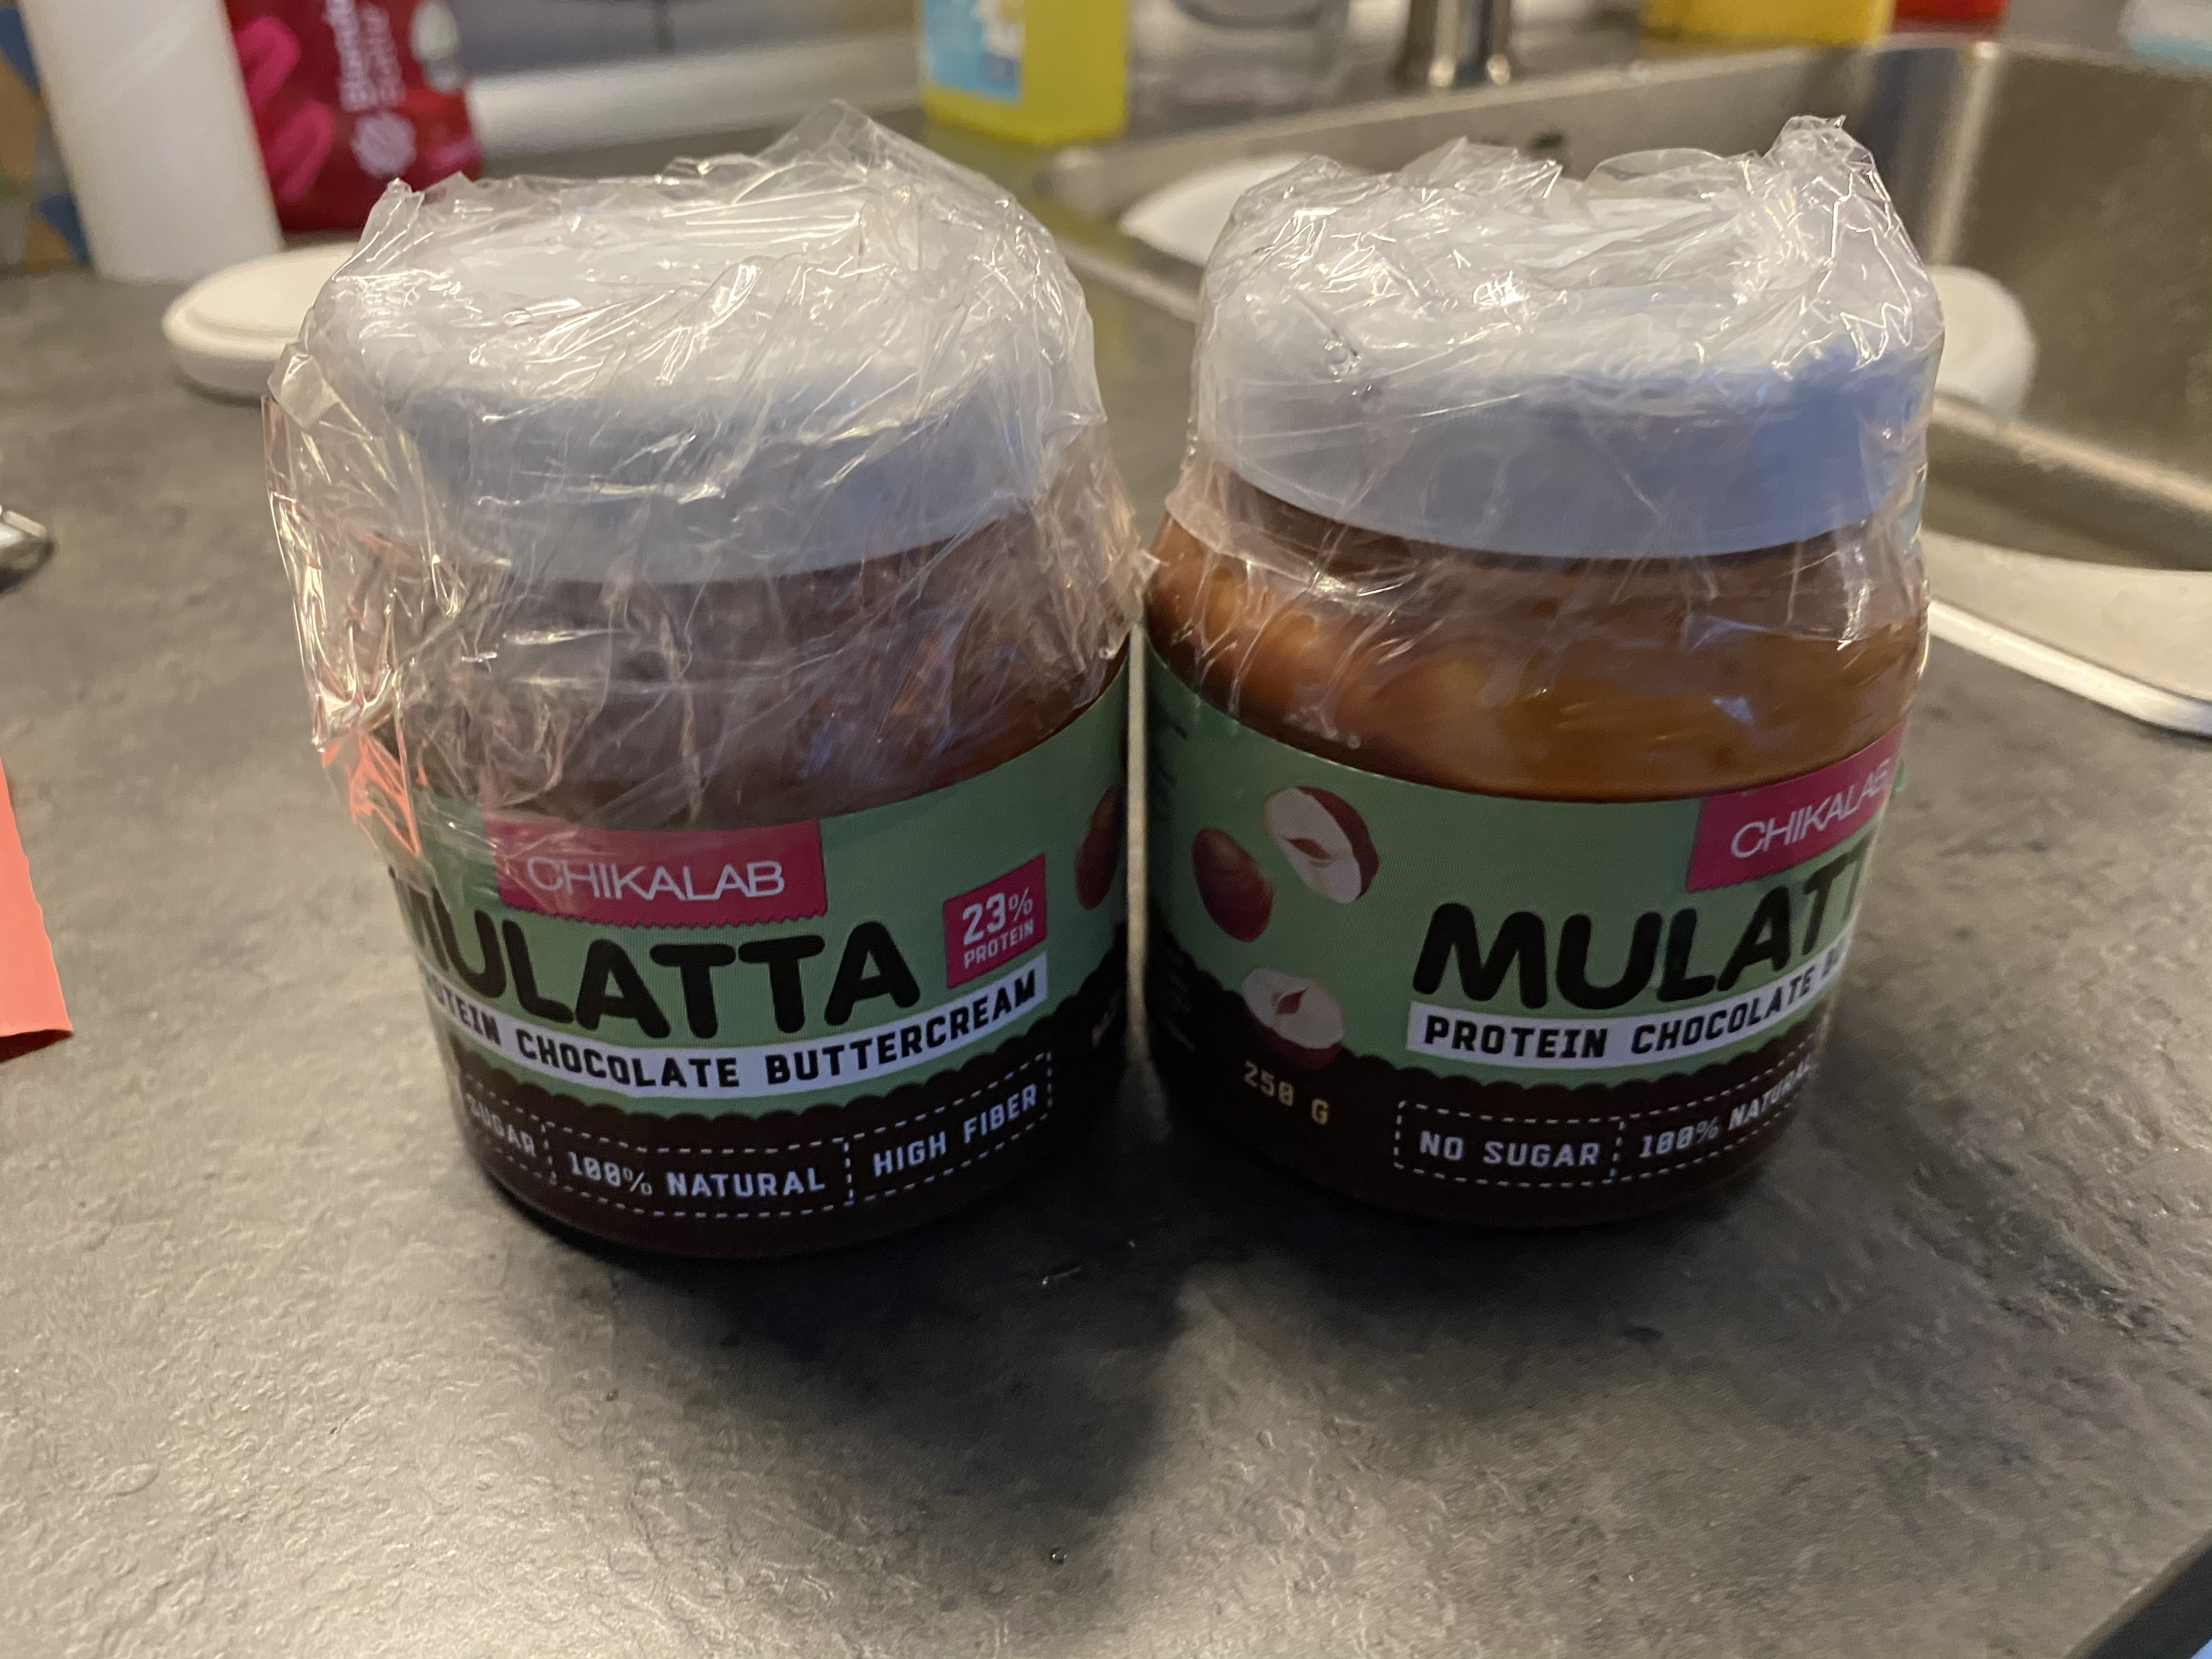 CHIKALAB
MULATTA
23%
PROTEIN
CHOCOLATE BUTTERCREAM
SUGAR
100% NATURAL
HIGH FIBER
CHIKALAB
MULATT
PROTEIN CHOCOLATE
250 G
NO SUGAR
100% NATURAL